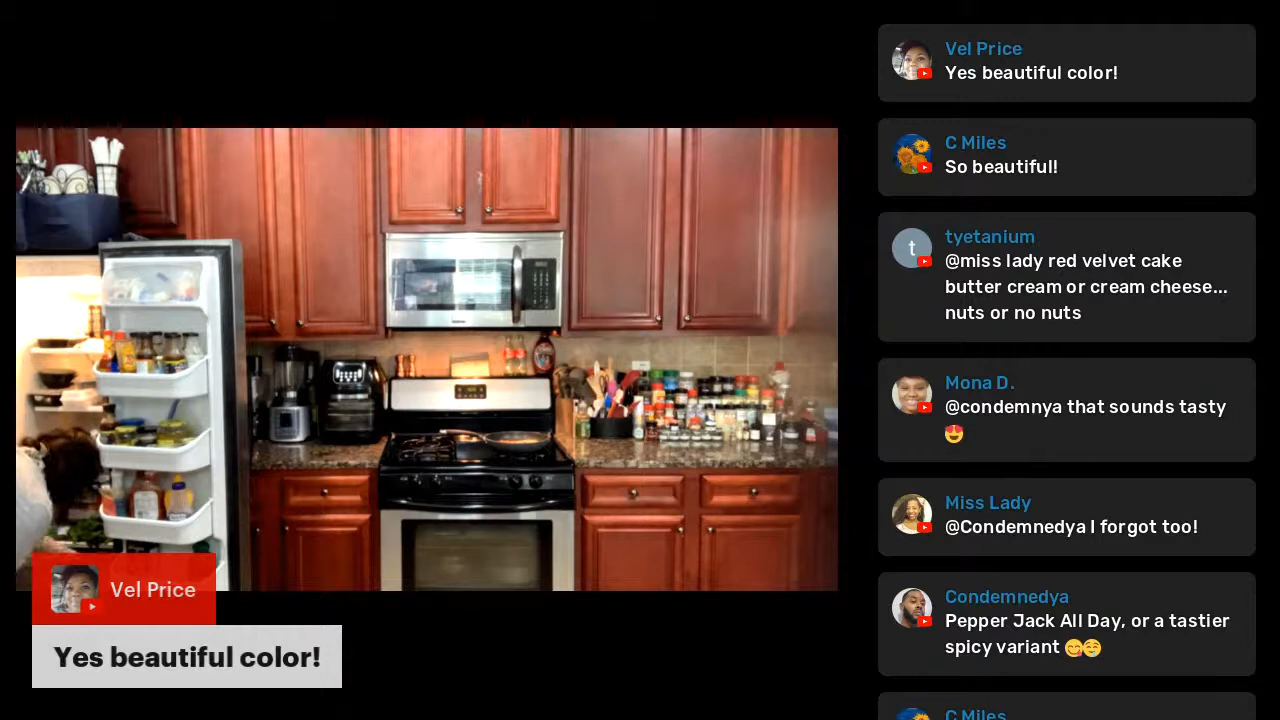 Vel Price
Yes beautiful color!
Vel Price
Yes beautiful color!
C Miles
So beautiful!
t
tyetanium
@miss lady red velvet cake
butter cream or cream cheese...
nuts or no nuts
Mona D.
@condemnya that sounds tasty
😍
Miss Lady
@Condemnedya I forgot too!
Condemnedya
Pepper Jack All Day, or a tastier
spicy variant 😋🤤
C Miles